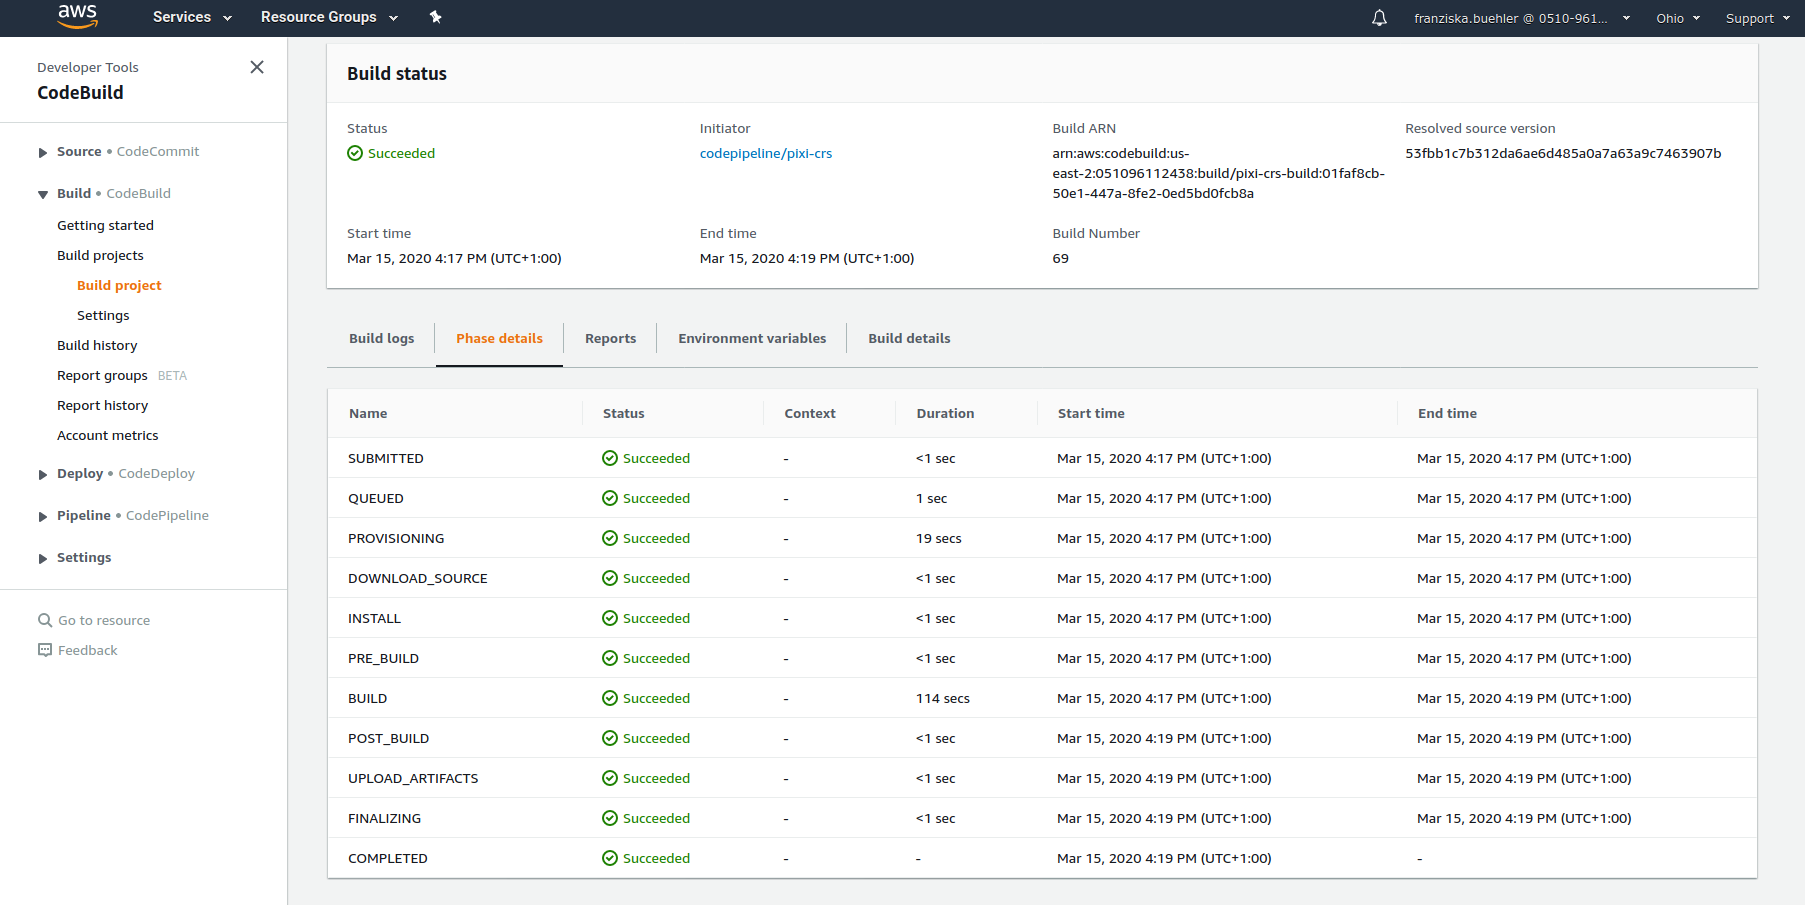 aws Services Resource Groups franziska.buehler @ 0510-961... Ohio Support
Developer Tools
CodeBuild
Source • CodeCommit
Build • CodeBuild
Getting started
Build projects
Build project
Settings
Build history
Report groups BETA
Report history
Account metrics
Deploy • CodeDeploy
Pipeline • CodePipeline
Settings
Go to resource
Feedback
Build status
Status
Succeeded
Initiator
codepipeline/pixi-crs
Build ARN
arn:aws:codebuild:us-
east-2:051096112438:build/pixi-crs-build:01faf8cb-
50e1-447a-8fe2-0ed5bd0fcb8a
Resolved source version
53fbb1c7b312da6ae6d485a0a7a63a9c7463907b
Start time
Mar 15, 2020 4:17 PM (UTC+1:00)
End time
Mar 15, 2020 4:19 PM (UTC+1:00)
Build Number
69
Build logs Phase details Reports Environment variables Build details
Name Status Context Duration Start time End time
SUBMITTED Succeeded - <1 sec Mar 15, 2020 4:17 PM (UTC+1:00) Mar 15, 2020 4:17 PM (UTC+1:00)
QUEUED Succeeded - 1 sec Mar 15, 2020 4:17 PM (UTC+1:00) Mar 15, 2020 4:17 PM (UTC+1:00)
PROVISIONING Succeeded - 19 secs Mar 15, 2020 4:17 PM (UTC+1:00) Mar 15, 2020 4:17 PM (UTC+1:00)
DOWNLOAD_SOURCE Succeeded - <1 sec Mar 15, 2020 4:17 PM (UTC+1:00) Mar 15, 2020 4:17 PM (UTC+1:00)
INSTALL Succeeded - <1 sec Mar 15, 2020 4:17 PM (UTC+1:00) Mar 15, 2020 4:17 PM (UTC+1:00)
PRE_BUILD Succeeded - <1 sec Mar 15, 2020 4:17 PM (UTC+1:00) Mar 15, 2020 4:17 PM (UTC+1:00)
BUILD Succeeded - 114 secs Mar 15, 2020 4:17 PM (UTC+1:00) Mar 15, 2020 4:19 PM (UTC+1:00)
POST_BUILD Succeeded - <1 sec Mar 15, 2020 4:19 PM (UTC+1:00) Mar 15, 2020 4:19 PM (UTC+1:00)
UPLOAD_ARTIFACTS Succeeded - <1 sec Mar 15, 2020 4:19 PM (UTC+1:00) Mar 15, 2020 4:19 PM (UTC+1:00)
FINALIZING Succeeded - <1 sec Mar 15, 2020 4:19 PM (UTC+1:00) Mar 15, 2020 4:19 PM (UTC+1:00)
COMPLETED Succeeded - - Mar 15, 2020 4:19 PM (UTC+1:00) -